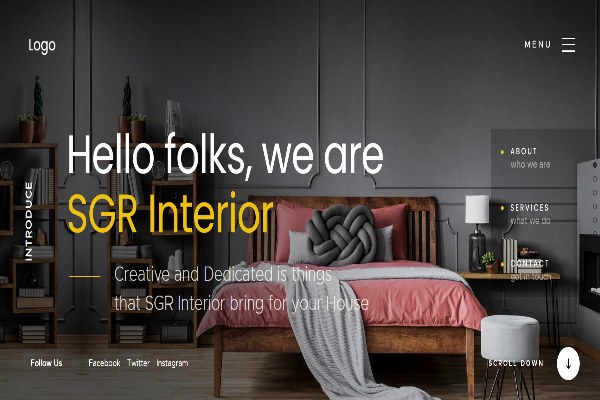 Logo
MENU
Hello folks, we are
SGR Interior
INTRODUCE
Creative and Dedicated is things
that SGR Interior bring for your House
ABOUT
who we are
SERVICES
what we do
CONTACT
get in touch
Follow Us
Facebook Twitter Instagram
SCROLL DOWN